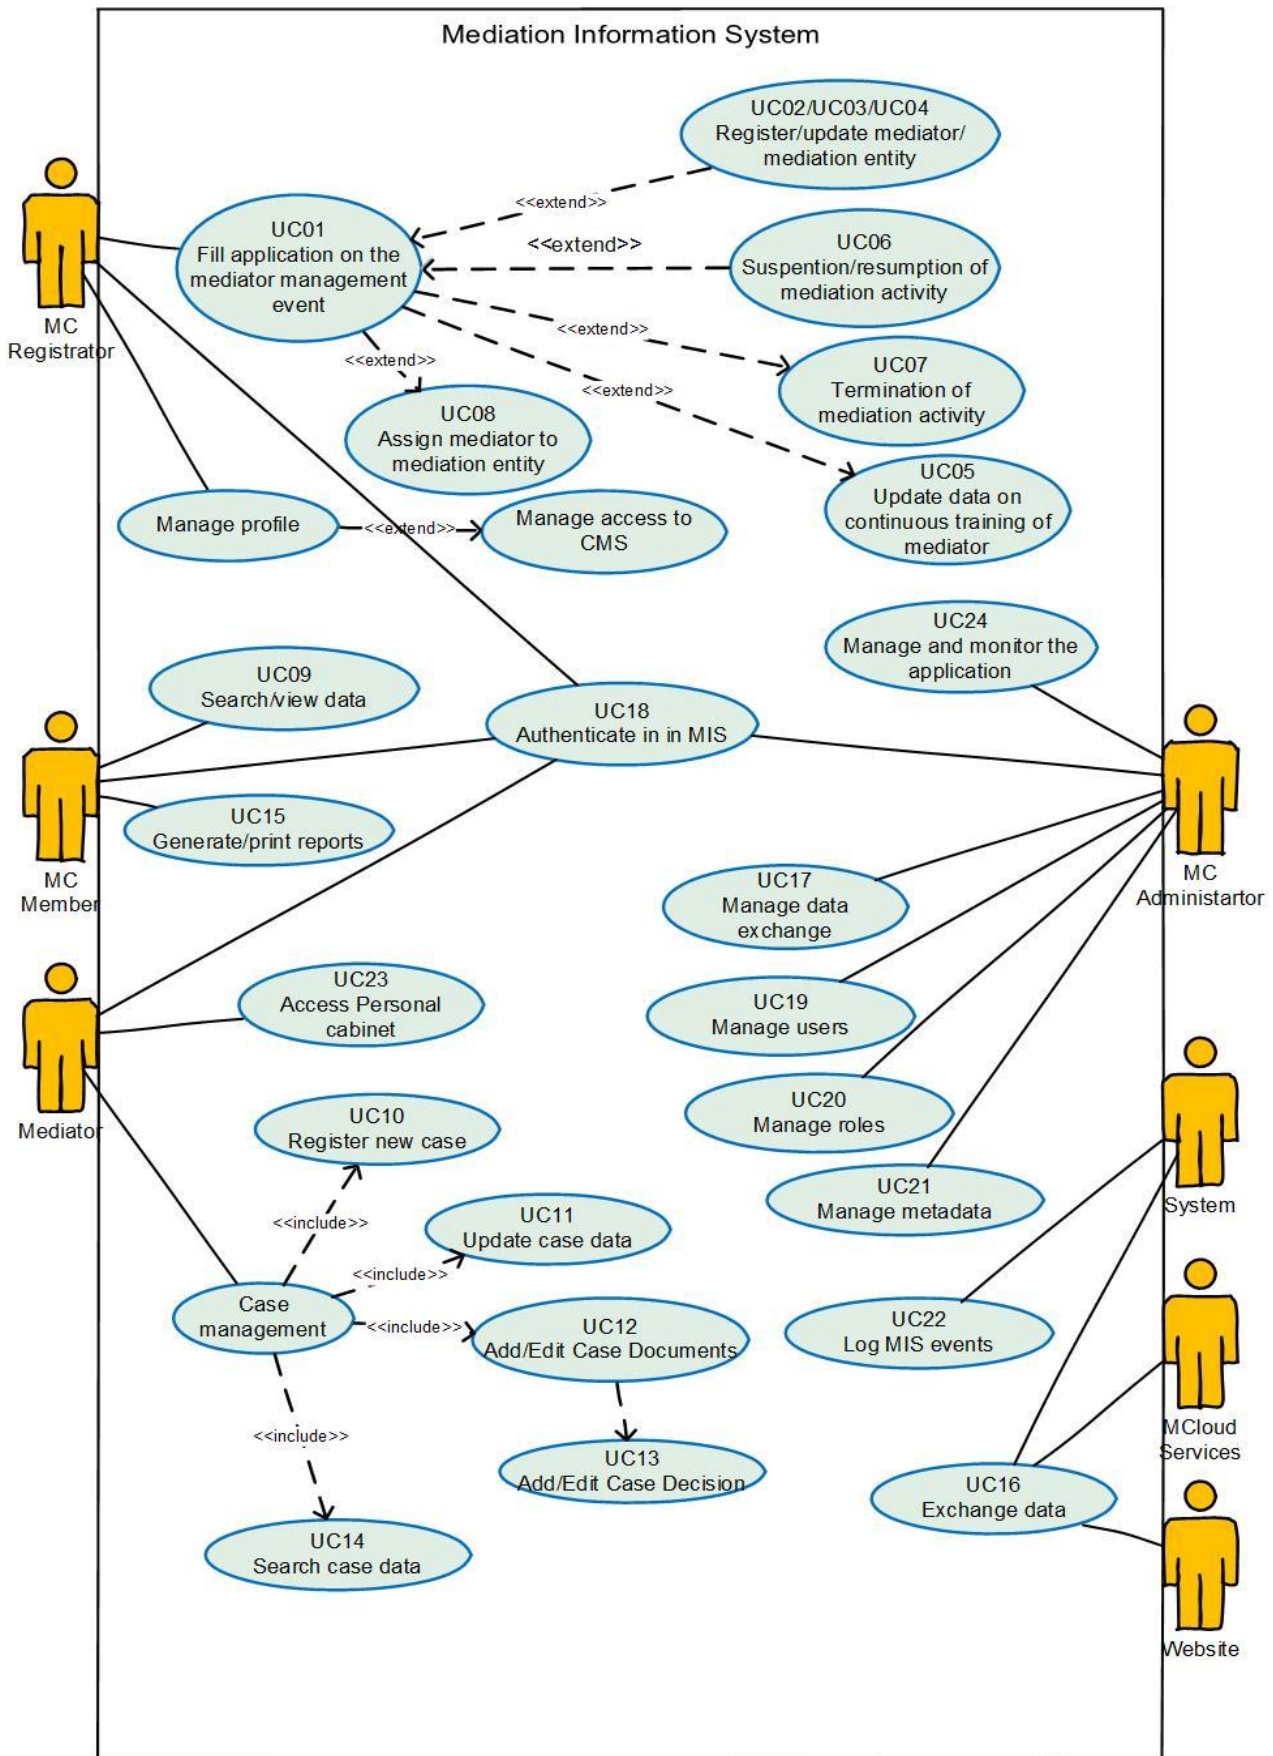 Mediation Information System
UC02/UC03/UC04
Register/update mediator/
mediation entity
<<extend>>
UC01
Fill application on the
mediator management
event
<<extend>>
UC06
Suspention/resumption of
mediation activity
MC
Registrator
<<extend>>
UC07
Termination of
mediation activity
<<extend>>
<<extend>>
UC08
Assign mediator to
mediation entity
UC05
Update data on
continuous training of
mediator
Manage profile
<<extend>>
Manage access to
CMS
UC24
Manage and monitor the
application
UC09
Search/view data
UC18
Authenticate in in MIS
UC15
Generate/print reports
MC
Member
MC
Administartor
UC17
Manage data
exchange
UC23
Access Personal
cabinet
UC19
Manage users
Mediator
UC10
Register new case
UC20
Manage roles
UC21
Manage metadata
System
<<include>>
UC11
Update case data
<<include>>
Case
management
<<include>>
UC12
Add/Edit Case Documents
UC22
Log MIS events
<<include>>
MCloud
Services
UC13
Add/Edit Case Decision
UC16
Exchange data
UC14
Search case data
Website